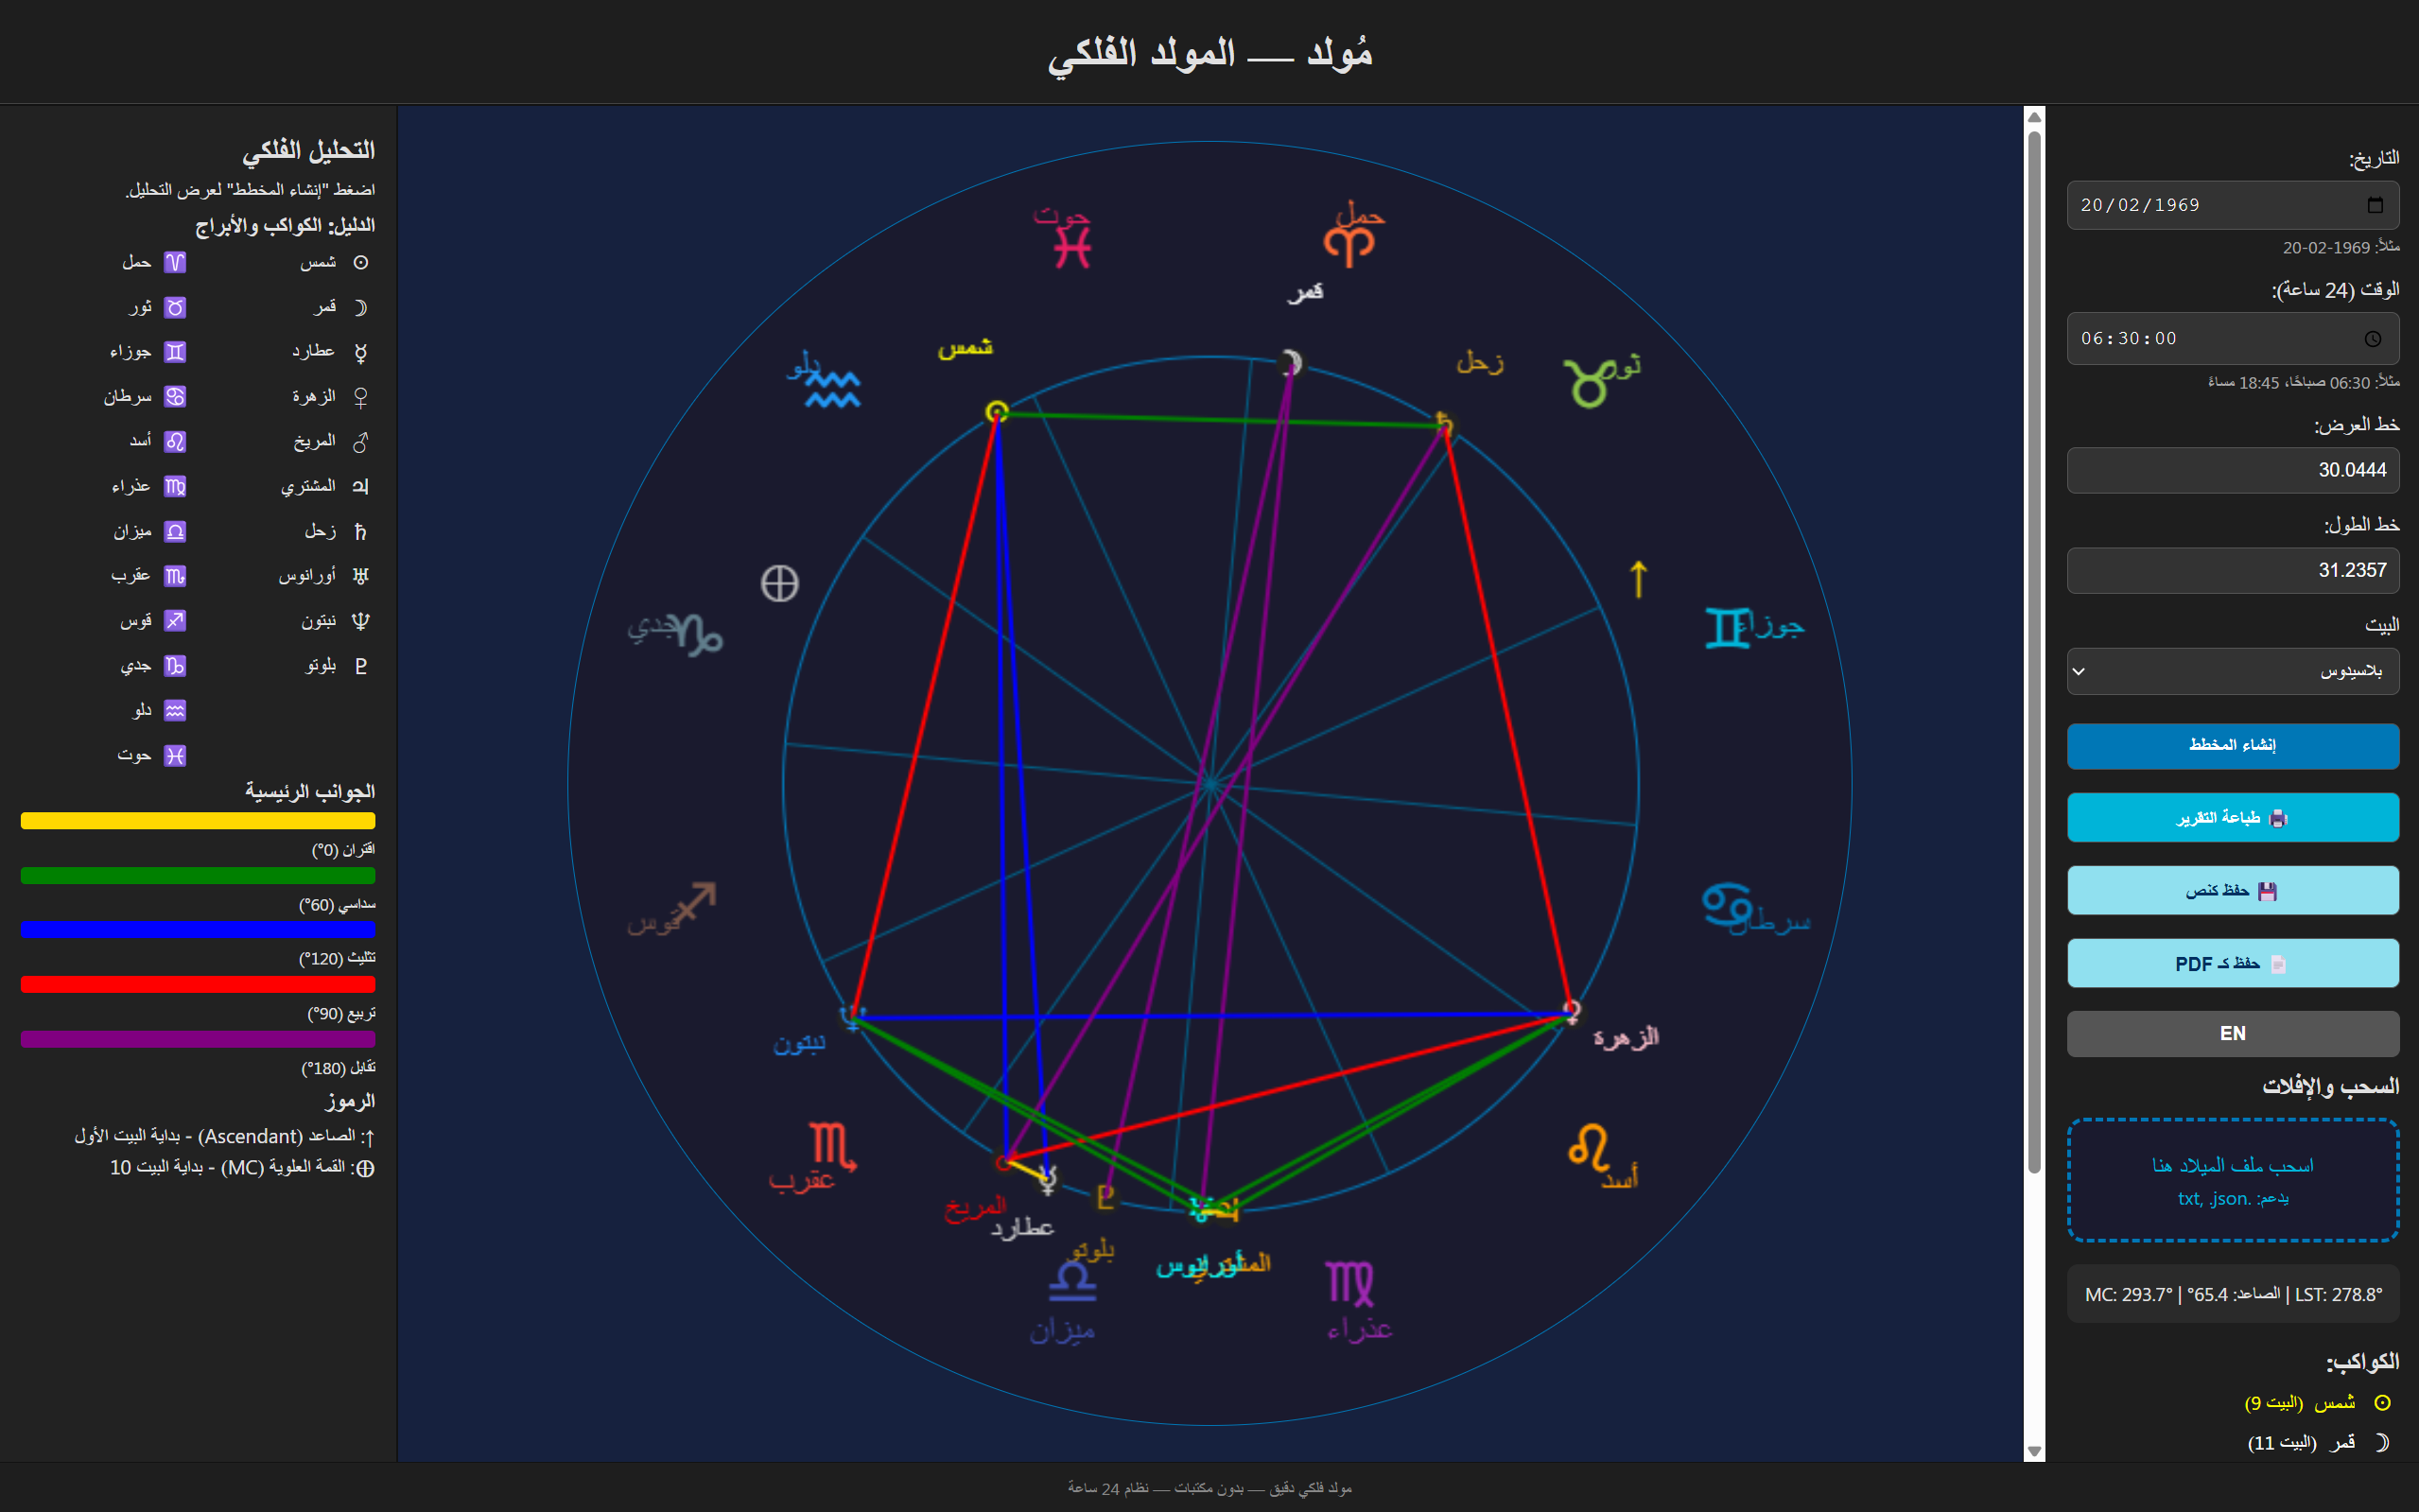 مُولد — المولد الفلكي
التاريخ:
20/02/1969
مثلاً: 1969-02-20
الوقت (24 ساعة):
06:30:00
مثلاً: 06:30 صباحًا، 18:45 مساءً
خط العرض:
30.0444
خط الطول:
31.2357
البيت
بلاسيدوس
إنشاء المخطط
🖨️ طباعة التقرير
💾 حفظ كنص
📄 حفظ كـ PDF
EN
السحب والإفلات
اسحب ملف الميلاد هنا
يدعم: .txt, .json
MC: 293.7° | الصاعد: 65.4° | LST: 278.8°
الكواكب:
☉ شمس (البيت 9)
☽ قمر (البيت 11)
حوت
♓
حمل
♈
قمر
☽
شمس
☉
زحل
♄
دلو
♒
ثور
♉
⊕
↑
جدي
♑
جوزاء
♊
قوس
♐
سرطان
♋
نبتون
♆
الزهرة
♀
عقرب
♏
أسد
♌
المريخ
♂
عطارد
☿
بلوتو
♇
أورانوس
♅
المشتري
♃
ميزان
♎
عذراء
♍
التحليل الفلكي
اضغط "إنشاء المخطط" لعرض التحليل.
الدليل: الكواكب والأبراج
☉ شمس ♈ حمل
☽ قمر ♉ ثور
☿ عطارد ♊ جوزاء
♀ الزهرة ♋ سرطان
♂ المريخ ♌ أسد
♃ المشتري ♍ عذراء
♄ زحل ♎ ميزان
♅ أورانوس ♏ عقرب
♆ نبتون ♐ قوس
♇ بلوتو ♑ جدي
♒ دلو
♓ حوت
الجوانب الرئيسية
اقتران (0°)
سداسي (60°)
تثليث (120°)
تربيع (90°)
تقابل (180°)
الرموز
↑: الصاعد (Ascendant) - بداية البيت الأول
⊕: القمة العلوية (MC) - بداية البيت 10
مولد فلكي دقيق — بدون مكتبات — نظام 24 ساعة